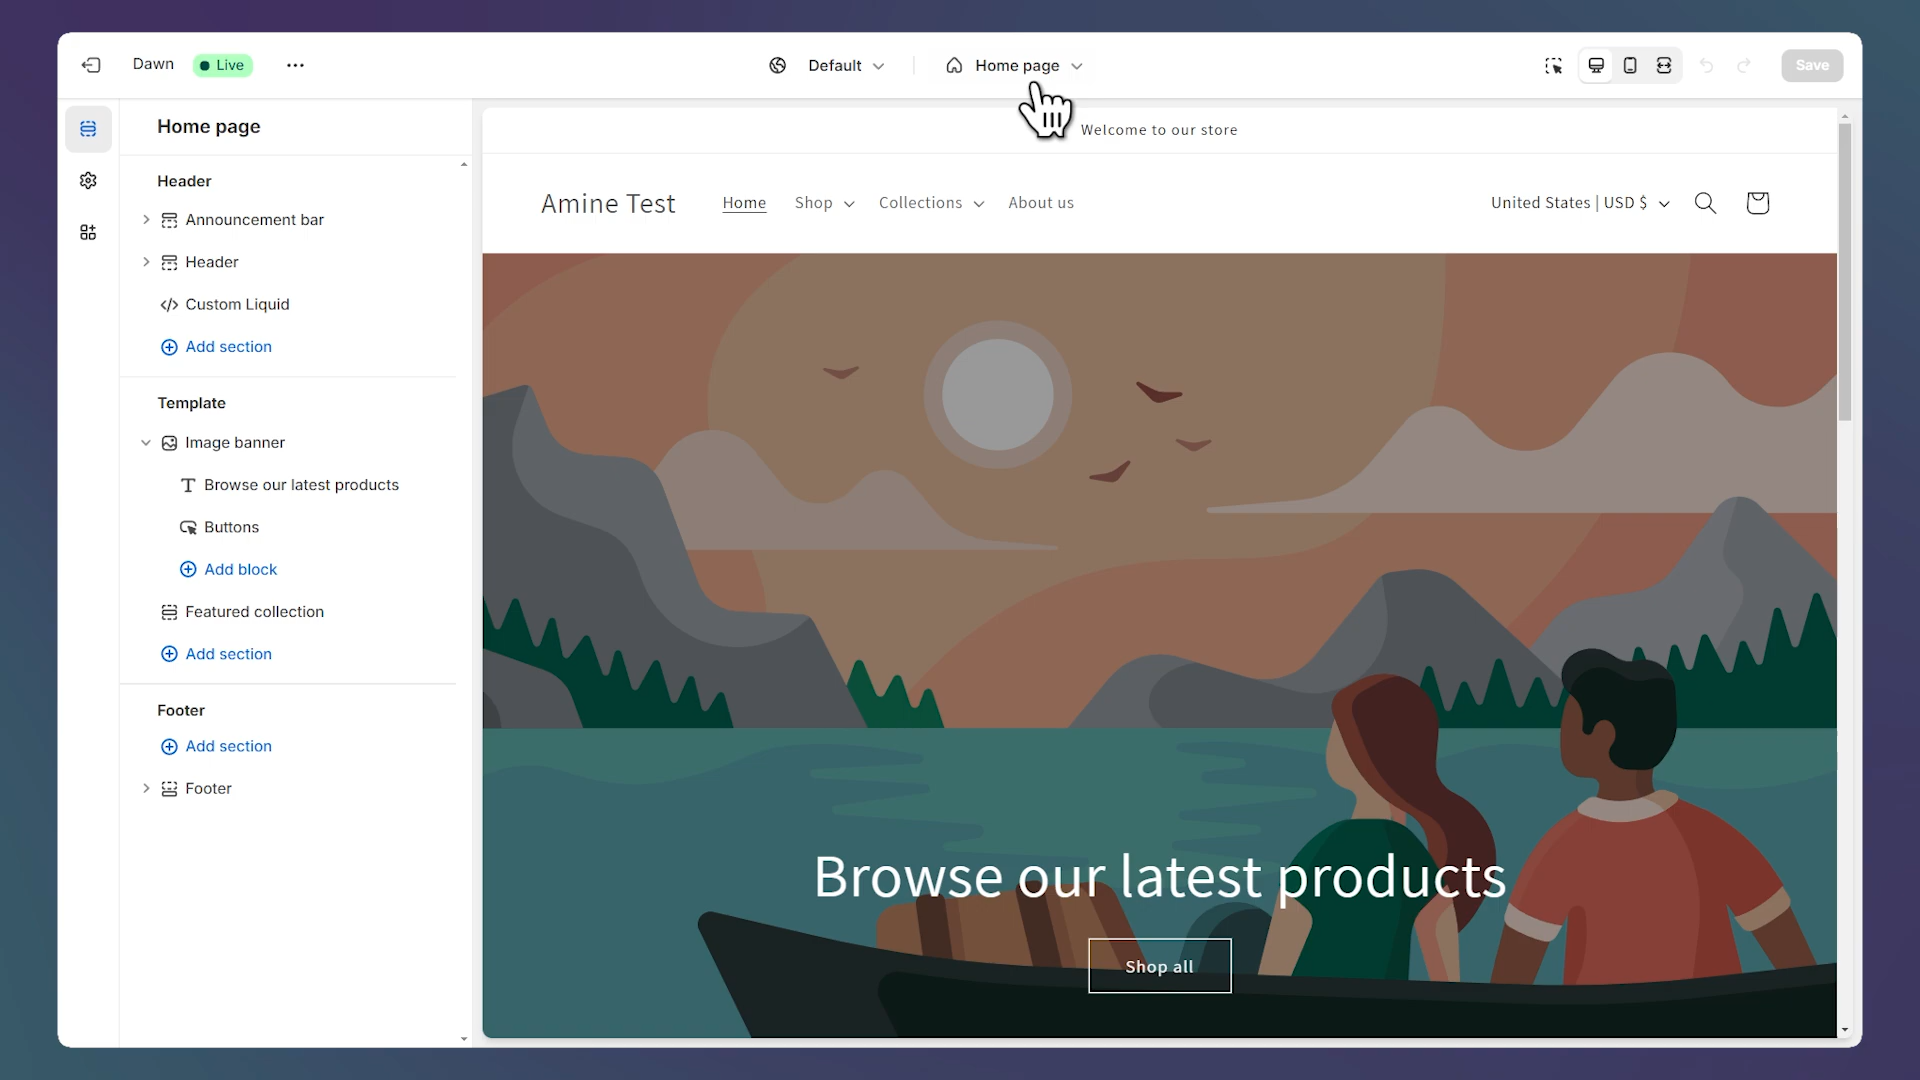 Dawn
Live
Default
Home page
Save
Home page
Header
Announcement bar
Header
Custom Liquid
Add section
Template
Image banner
Browse our latest products
Buttons
Add block
Featured collection
Add section
Footer
Add section
Footer
Welcome to our store
Amine Test
Home
Shop
Collections
About us
United States | USD $
Browse our latest products
Shop all